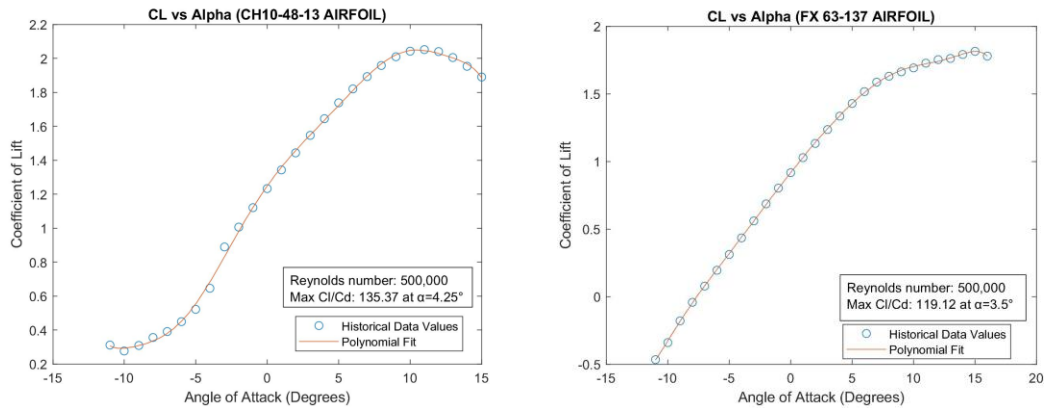 CL vs Alpha (CH10-48-13 AIRFOIL)
2.2
2
1.8
1.6
1.4
1.2
1
0.8
0.6
0.4
0.2
Coefficient of Lift
Reynolds number: 500,000
Max Cl/Cd: 135.37 at α=4.25°
Historical Data Values
Polynomial Fit
-15
-10
-5
0
5
10
15
Angle of Attack (Degrees)
CL vs Alpha (FX 63-137 AIRFOIL)
2
1.5
1
0.5
0
-0.5
Coefficient of Lift
Reynolds number: 500,000
Max Cl/Cd: 119.12 at α=3.5°
Historical Data Values
Polynomial Fit
-15
-10
-5
0
5
10
15
20
Angle of Attack (Degrees)